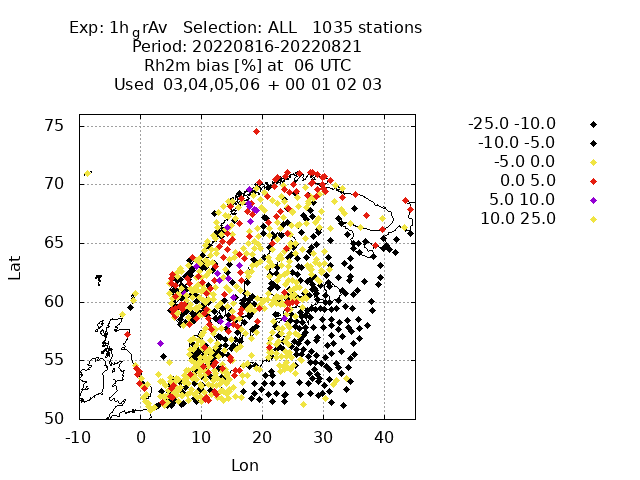 Exp: 1h grAv Selection: ALL 1035 stations
Period: 20220816-20220821
Rh2m bias [%] at 06 UTC
Used 03,04,05,06 + 00 01 02 03
-25.0 -10.0
-10.0 -5.0
-5.0 0.0
0.0 5.0
5.0 10.0
10.0 25.0
75
70
65
60
55
50
Lat
-10 0 10 20 30 40
Lon